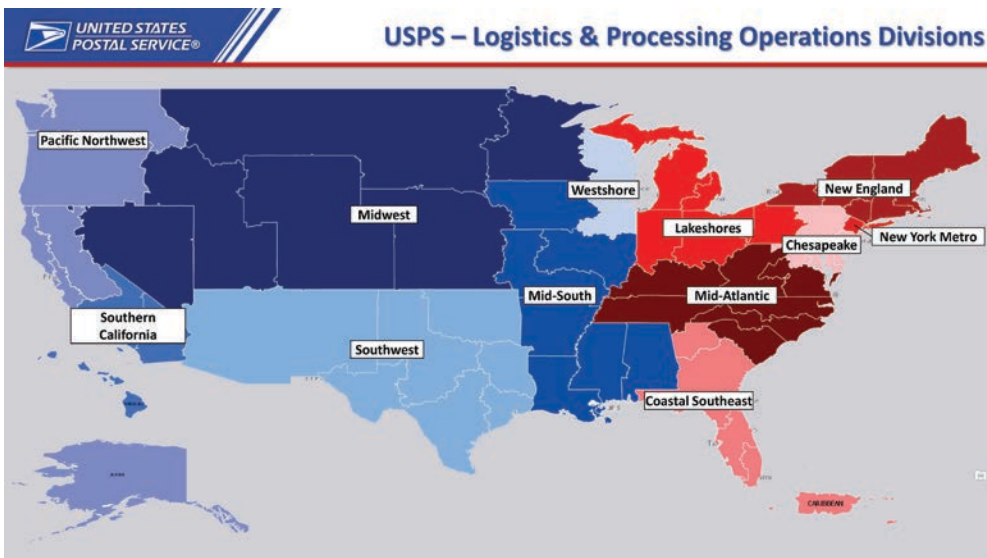 UNITED STATES
POSTAL SERVICE®
USPS – Logistics & Processing Operations Divisions
Pacific Northwest
Midwest
Westshore
Lakeshores
New England
New York Metro
Chesapeake
Mid-South
Mid-Atlantic
Southern
California
Southwest
Coastal Southeast
CARIBBEAN